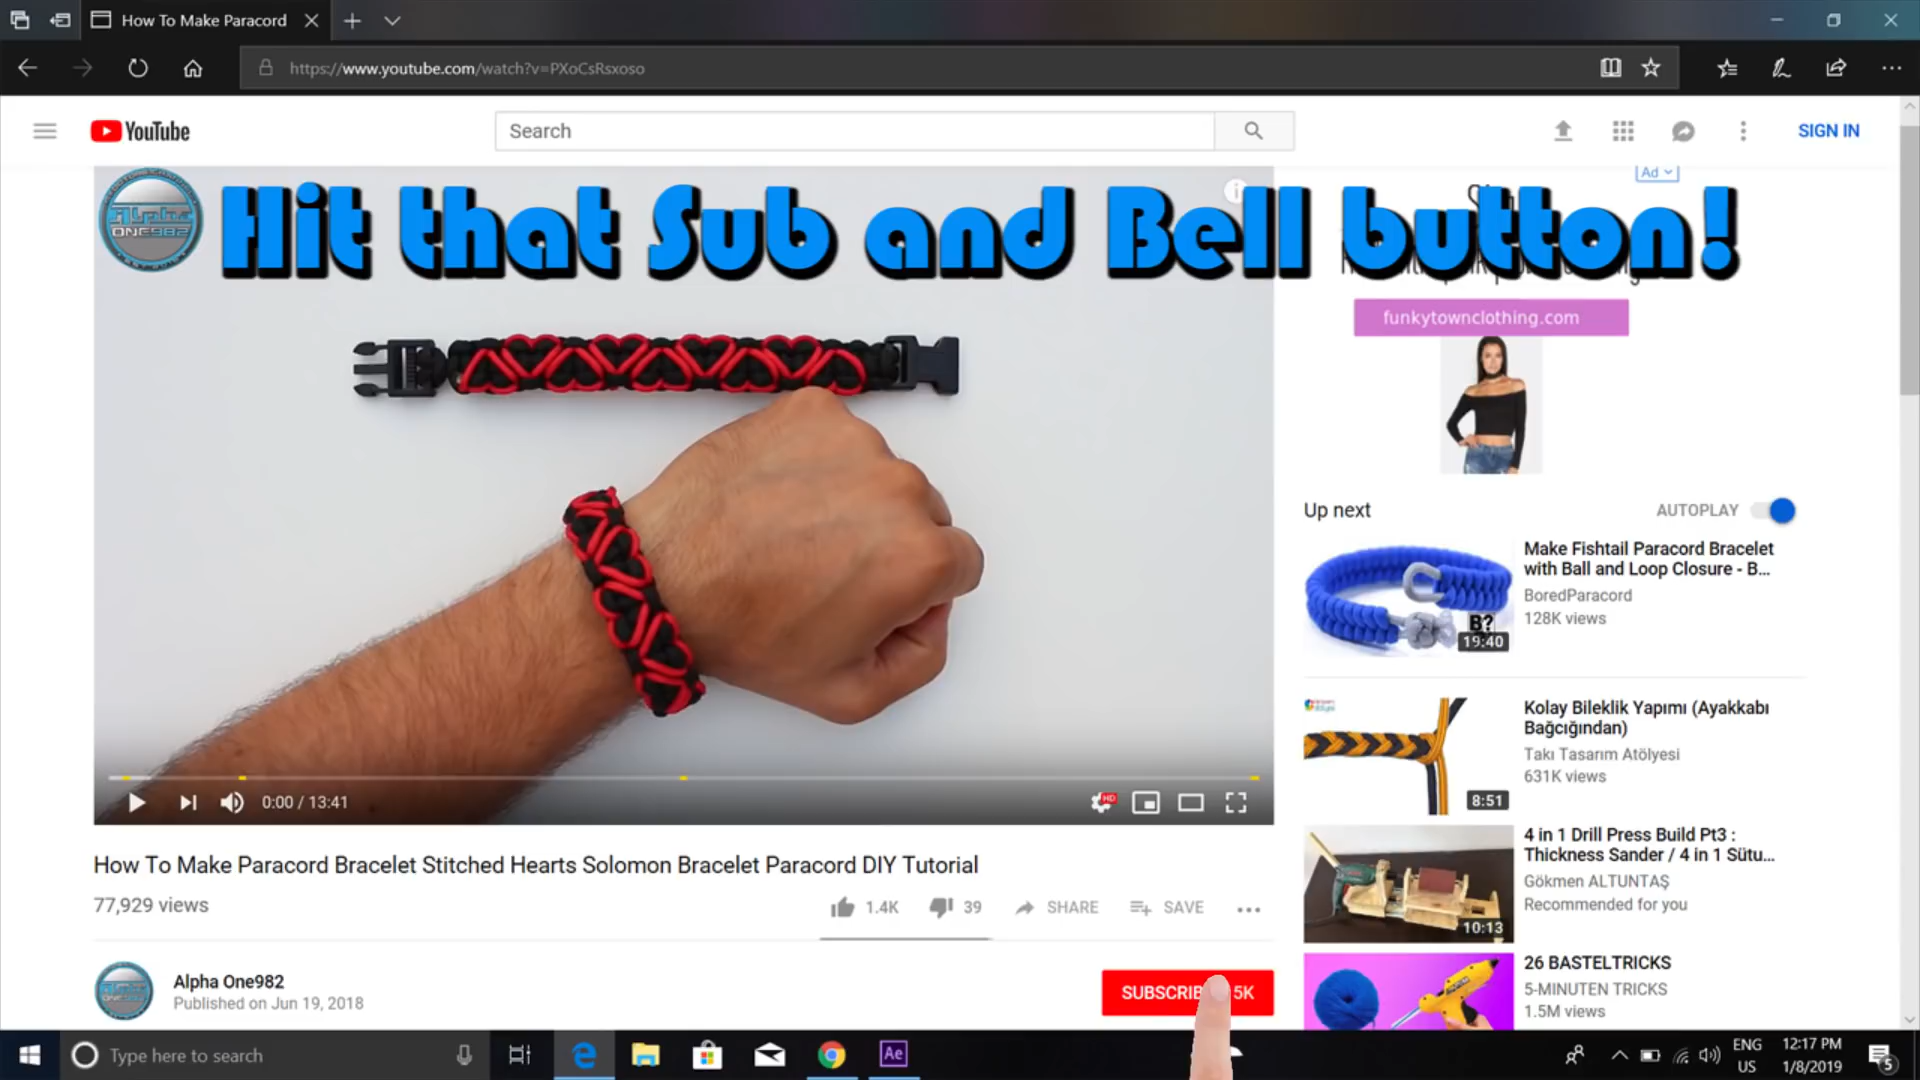 How To Make Paracord
https://www.youtube.com/watch?v=PXoCsRsxoso
YouTube
Search
SIGN IN
Alpha
ONE982
Hit that Sub and Bell button!
Ad
funkytownclothing.com
Up next
AUTOPLAY
Make Fishtail Paracord Bracelet
with Ball and Loop Closure - B...
BoredParacord
128K views
B?
19:40
Kolay Bileklik Yapımı (Ayakkabı
Bağcığından)
Takı Tasarım Atölyesi
631K views
8:51
4 in 1 Drill Press Build Pt3 :
Thickness Sander / 4 in 1 Sütu...
Gökmen ALTUNTAŞ
Recommended for you
10:13
26 BASTELTRICKS
5-MINUTEN TRICKS
1.5M views
0:00 / 13:41
HD
How To Make Paracord Bracelet Stitched Hearts Solomon Bracelet Paracord DIY Tutorial
77,929 views
1.4K
39
SHARE
SAVE
Alpha One982
Published on Jun 19, 2018
SUBSCRIB 5K
Type here to search
Ae
ENG
US
12:17 PM
1/8/2019
5